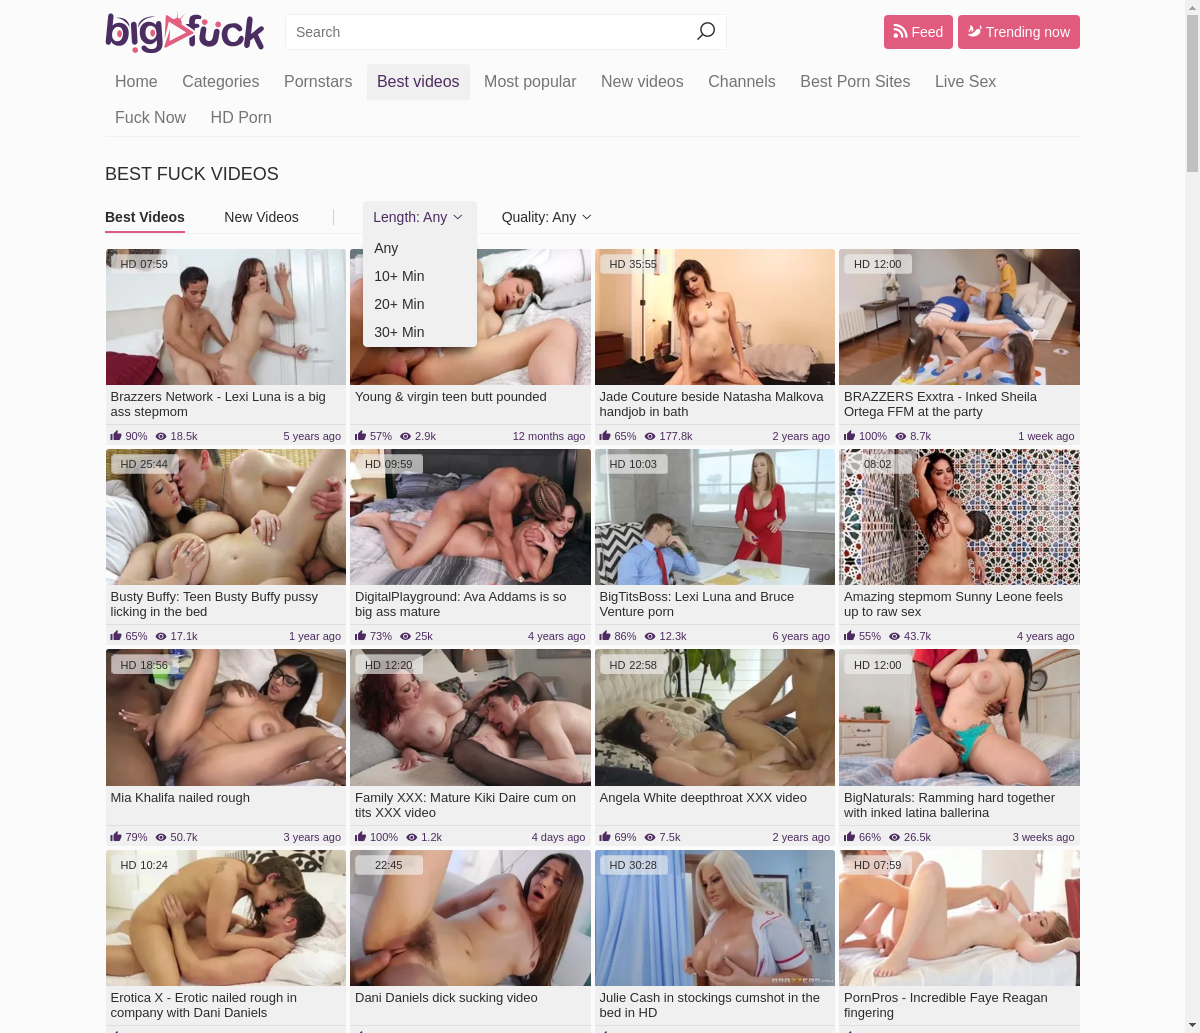 bigfuck
Search
Feed
Trending now
Home Categories Pornstars Best videos Most popular New videos Channels Best Porn Sites Live Sex
Fuck Now HD Porn
BEST FUCK VIDEOS
Best Videos New Videos Length: Any Quality: Any
Any
10+ Min
20+ Min
30+ Min
HD 07:59
HD 35:55
HD 12:00
Brazzers Network - Lexi Luna is a big
ass stepmom
90% 18.5k 5 years ago
Young & virgin teen butt pounded
57% 2.9k 12 months ago
Jade Couture beside Natasha Malkova
handjob in bath
65% 177.8k 2 years ago
BRAZZERS Exxtra - Inked Sheila
Ortega FFM at the party
100% 8.7k 1 week ago
HD 25:44
HD 09:59
HD 10:03
08:02
Busty Buffy: Teen Busty Buffy pussy
licking in the bed
65% 17.1k 1 year ago
DigitalPlayground: Ava Addams is so
big ass mature
73% 25k 4 years ago
BigTitsBoss: Lexi Luna and Bruce
Venture porn
86% 12.3k 6 years ago
Amazing stepmom Sunny Leone feels
up to raw sex
55% 43.7k 4 years ago
HD 18:56
HD 12:20
HD 22:58
HD 12:00
Mia Khalifa nailed rough
79% 50.7k 3 years ago
Family XXX: Mature Kiki Daire cum on
tits XXX video
100% 1.2k 4 days ago
Angela White deepthroat XXX video
69% 7.5k 2 years ago
BigNaturals: Ramming hard together
with inked latina ballerina
66% 26.5k 3 weeks ago
HD 10:24
22:45
HD 30:28
HD 07:59
BRAZZERS
Erotica X - Erotic nailed rough in
company with Dani Daniels
Dani Daniels dick sucking video
Julie Cash in stockings cumshot in the
bed in HD
PornPros - Incredible Faye Reagan
fingering